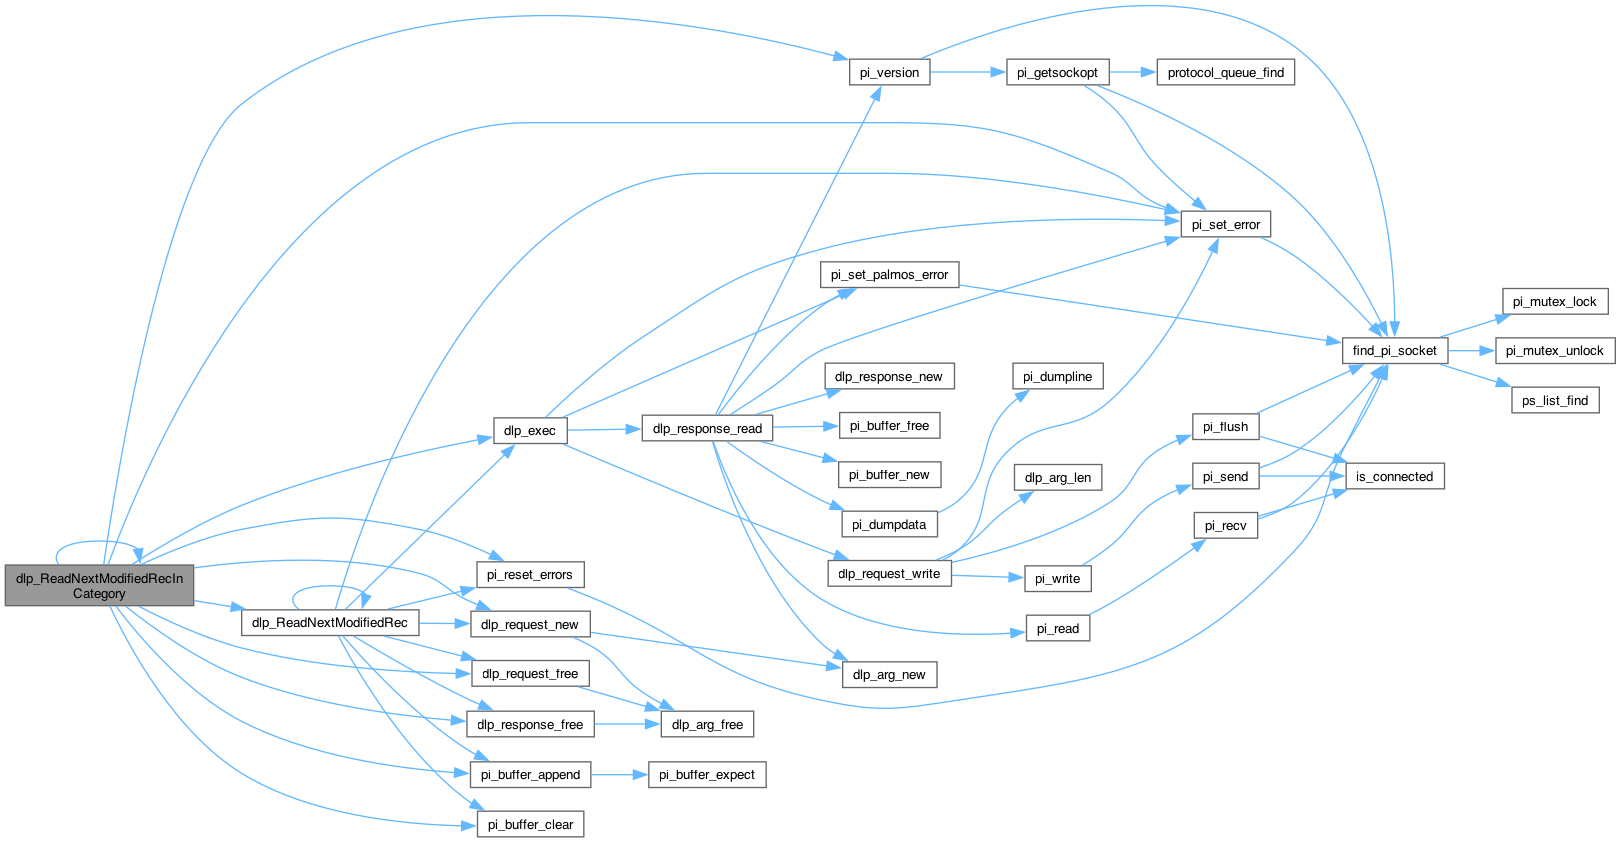 pi_version
pi_getsockopt
protocol_queue_find
pi_set_error
pi_set_palmos_error
pi_mutex_lock
find_pi_socket
pi_mutex_unlock
dlp_response_new
pi_dumpline
ps_list_find
dlp_exec
dlp_response_read
pi_buffer_free
pi_flush
pi_buffer_new
dlp_arg_len
pi_send
is_connected
pi_dumpdata
pi_recv
dlp_ReadNextModifiedRecIn
Category
pi_reset_errors
dlp_request_write
pi_write
dlp_ReadNextModifiedRec
dlp_request_new
pi_read
dlp_request_free
dlp_arg_new
dlp_response_free
dlp_arg_free
pi_buffer_append
pi_buffer_expect
pi_buffer_clear